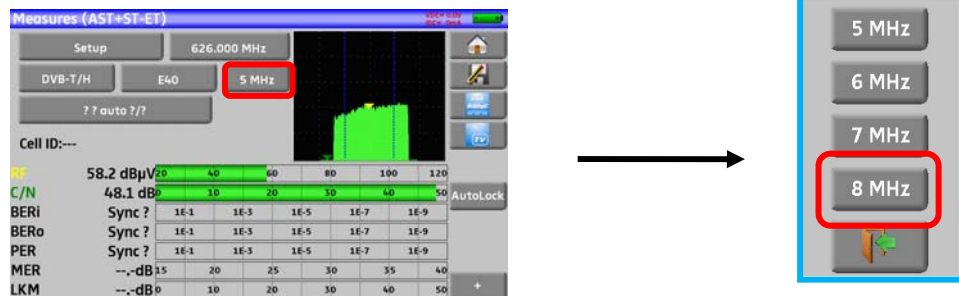 Measures (AST+ST-ET)
Setup 626.000 MHz
DVB-T/H E40 5 MHz
? ? auto ?/?
Cell ID:---
TV
RF 58.2 dBµV 20 40 60 80 100 120
C/N 48.1 dB 0 10 20 30 40 50
AutoLock
BERi Sync ? 1E-1 1E-3 1E-5 1E-7 1E-9
BERo Sync ? 1E-1 1E-3 1E-5 1E-7 1E-9
PER Sync ? 1E-1 1E-3 1E-5 1E-7 1E-9
MER --.-dB 15 20 25 30 35 40
LKM --.-dB 0 10 20 30 40 50
+
5 MHz
6 MHz
7 MHz
8 MHz